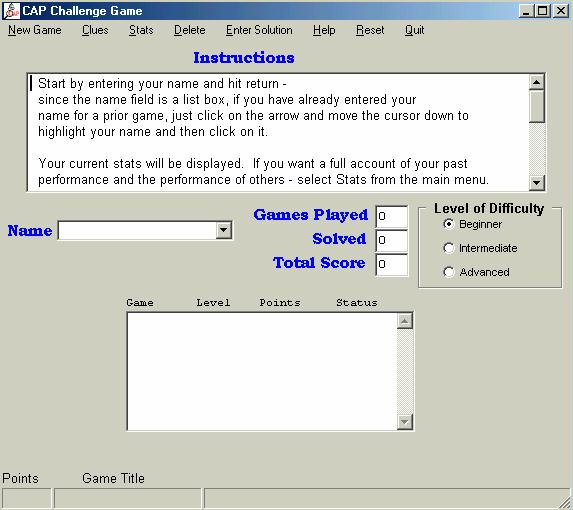 CAP Challenge Game
New Game Clues Stats Delete Enter Solution Help Reset Quit
Instructions
Start by entering your name and hit return -
since the name field is a list box, if you have already entered your
name for a prior game, just click on the arrow and move the cursor down to
highlight your name and then click on it.
Your current stats will be displayed. If you want a full account of your past
performance and the performance of others - select Stats from the main menu.
Name
Games Played 0
Solved 0
Total Score 0
Level of Difficulty
Beginner
Intermediate
Advanced
Game Level Points Status
Points Game Title